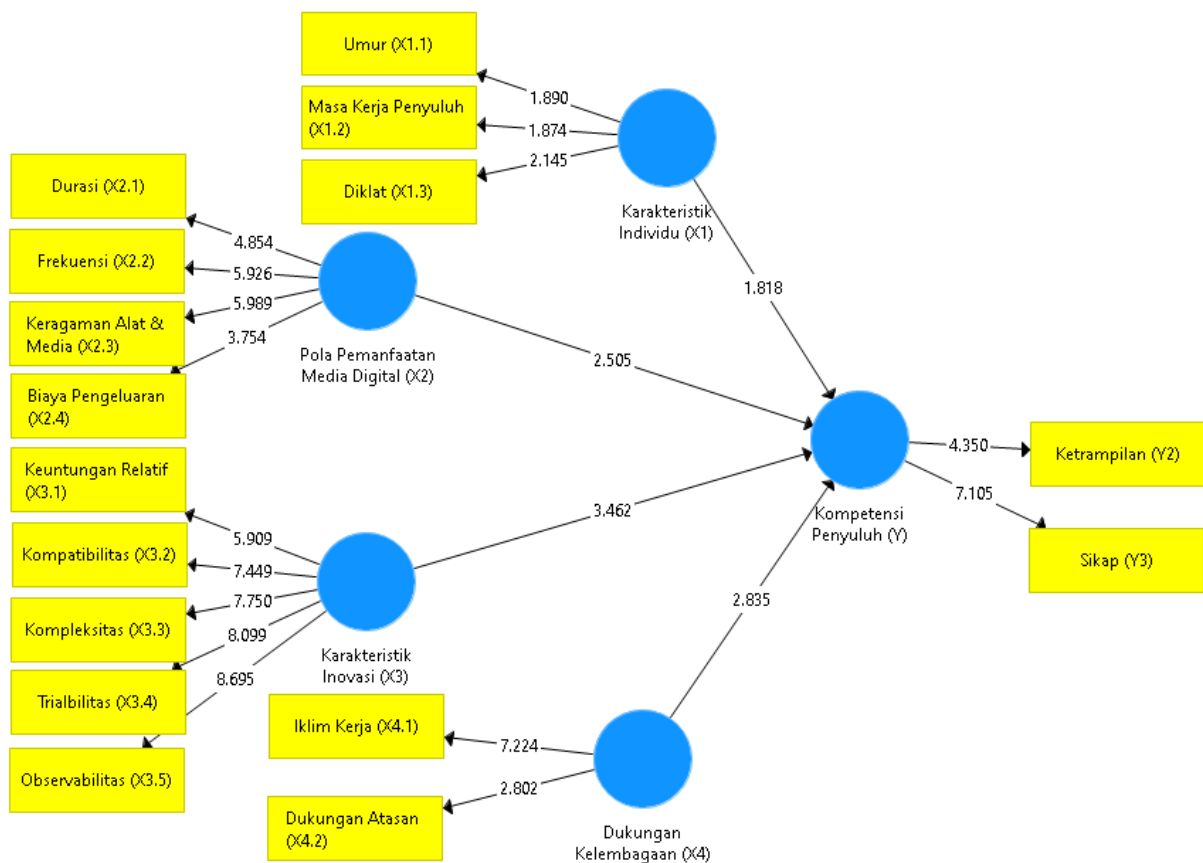 Umur (X1.1)
1.890
Masa Kerja Penyuluh
(X1.2)
1.874
Diklat (X1.3)
2.145
Karakteristik
Individu (X1)
1.818
Durasi (X2.1)
4.854
Frekuensi (X2.2)
5.926
Keragaman Alat &
Media (X2.3)
5.989
Biaya Pengeluaran
(X2.4)
3.754
Pola Pemanfaatan
Media Digital (X2)
2.505
Keuntungan Relatif
(X3.1)
5.909
Kompatibilitas (X3.2)
7.449
Kompleksitas (X3.3)
7.750
Trialbilitas (X3.4)
8.099
Observabilitas (X3.5)
8.695
Karakteristik
Inovasi (X3)
3.462
Iklim Kerja (X4.1)
7.224
Dukungan Atasan
(X4.2)
2.802
Dukungan
Kelembagaan (X4)
2.835
Kompetensi
Penyuluh (Y)
4.350
Ketrampilan (Y2)
7.105
Sikap (Y3)